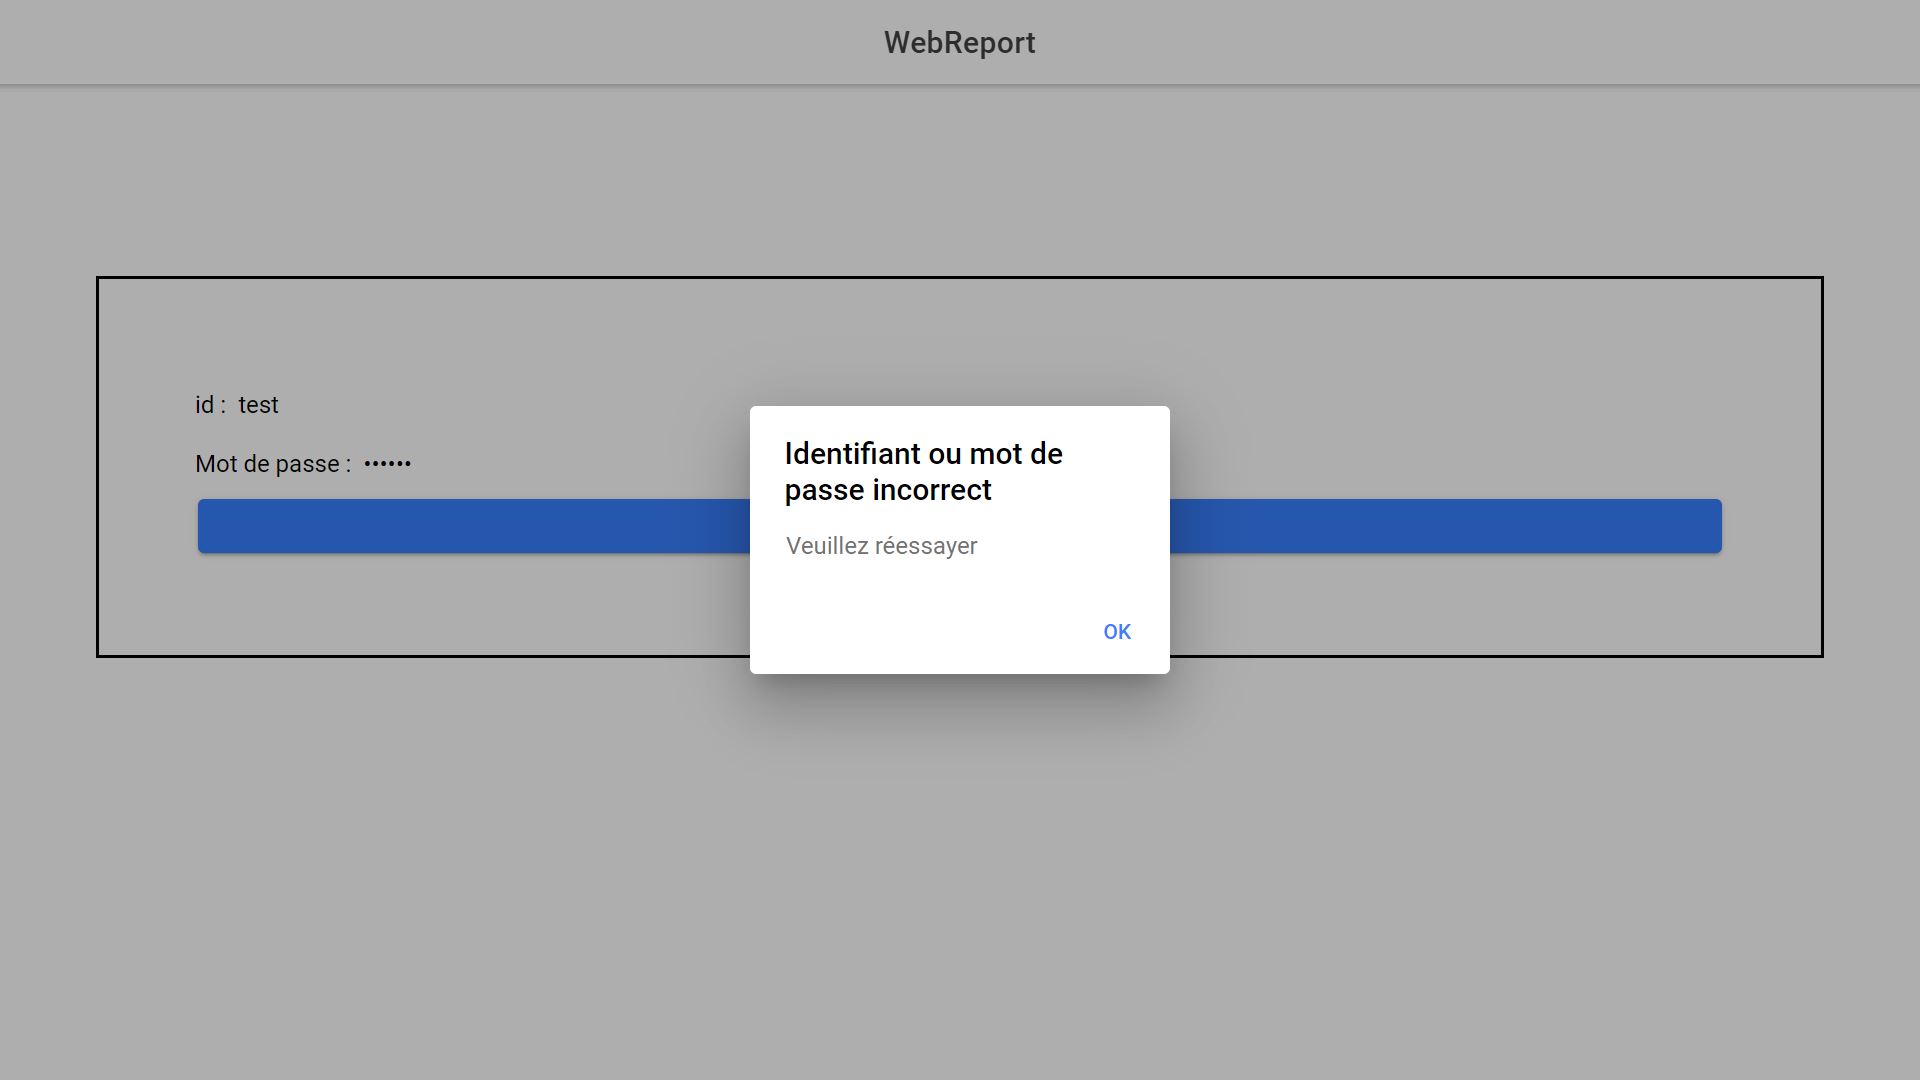 WebReport
id : test
Mot de passe : ••••••
Identifiant ou mot de
passe incorrect
Veuillez réessayer
OK